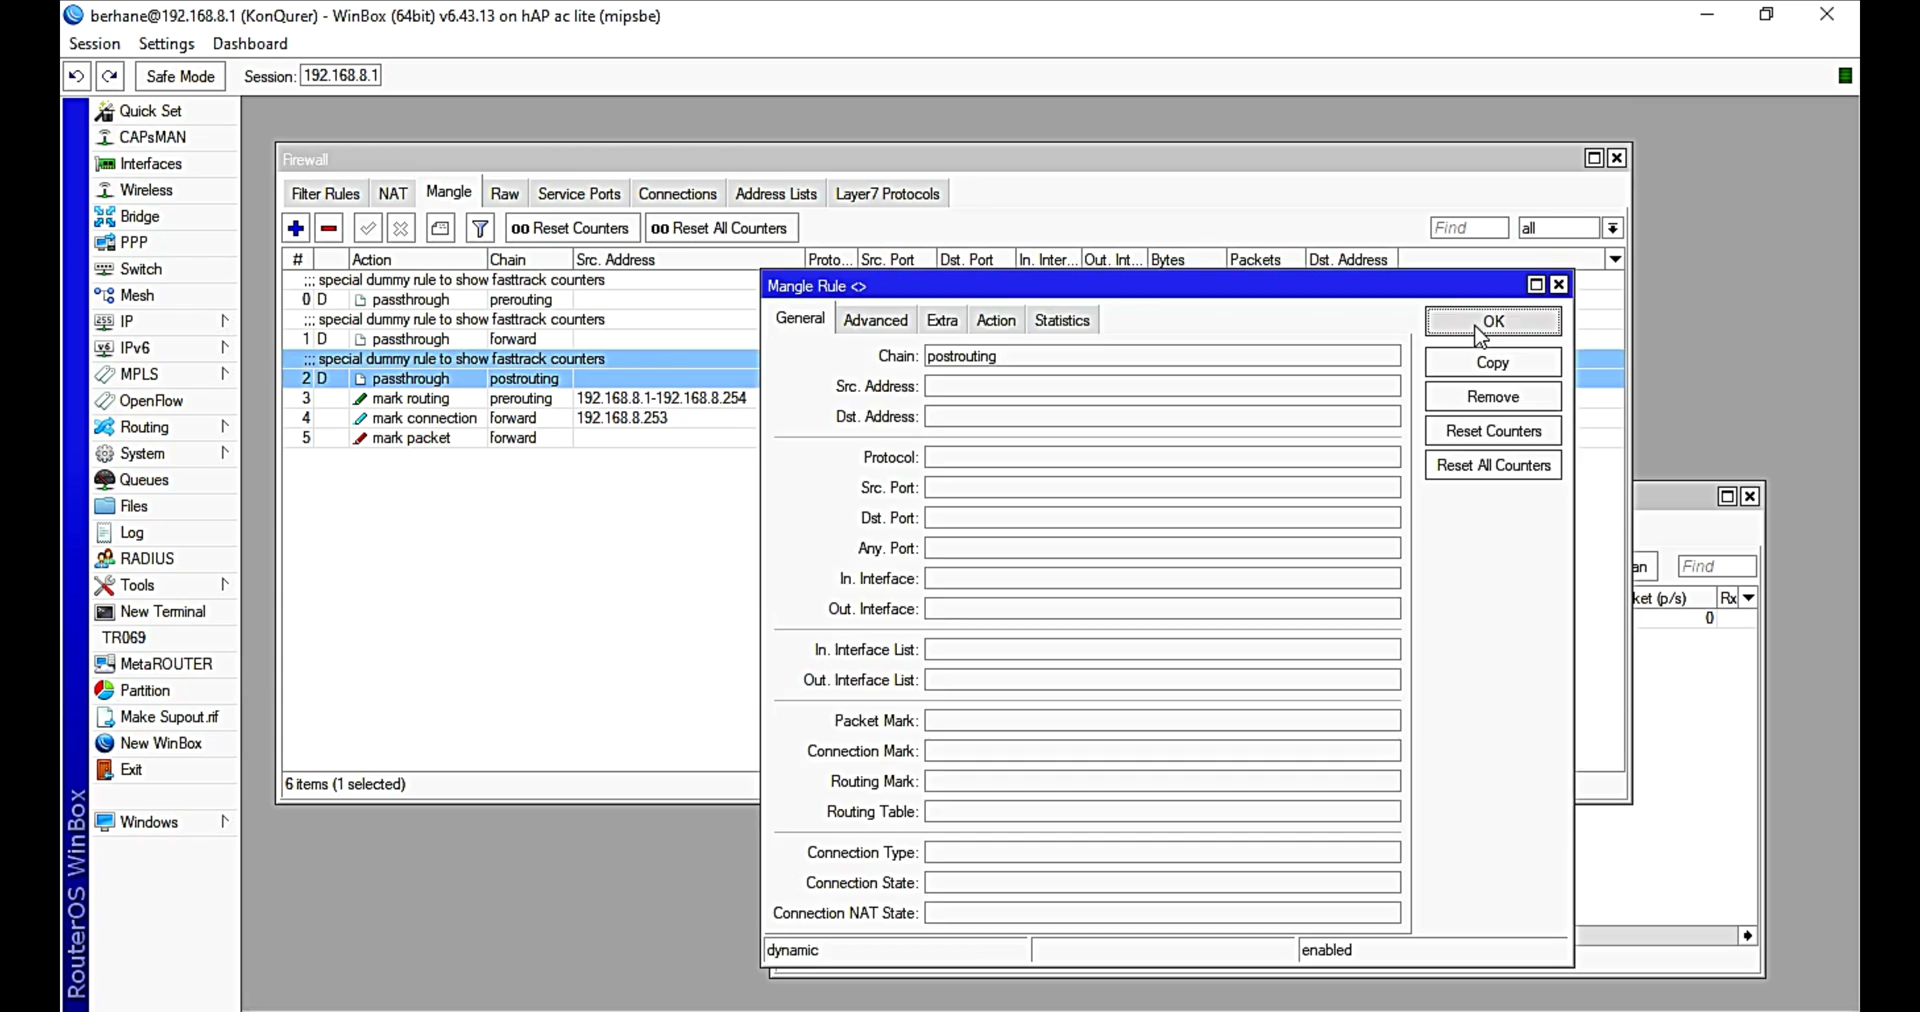 berhane@192.168.8.1 (KonQurer) - WinBox (64bit) v6.43.13 on hAP ac lite (mipsbe)
Session Settings Dashboard
Safe Mode Session: 192.168.8.1
Quick Set
CAPsMAN
Interfaces
Wireless
Bridge
PPP
Switch
Mesh
IP
IPv6
MPLS
OpenFlow
Routing
System
Queues
Files
Log
RADIUS
Tools
New Terminal
TR069
MetaROUTER
Partition
Make Supout.rif
New WinBox
Exit
Windows
RouterOS WinBox
Firewall
Filter Rules NAT Mangle Raw Service Ports Connections Address Lists Layer7 Protocols
00 Reset Counters 00 Reset All Counters Find all
# Action Chain Src. Address Proto... Src. Port Dst. Port In. Inter... Out. Int... Bytes Packets Dst. Address
;;; special dummy rule to show fasttrack counters
0 D passthrough prerouting
;;; special dummy rule to show fasttrack counters
1 D passthrough forward
;;; special dummy rule to show fasttrack counters
2 D passthrough postrouting
3 mark routing prerouting 192.168.8.1-192.168.8.254
4 mark connection forward 192.168.8.253
5 mark packet forward
6 items (1 selected)
Mangle Rule <>
General Advanced Extra Action Statistics
Chain: postrouting
Src. Address:
Dst. Address:
Protocol:
Src. Port:
Dst. Port:
Any. Port:
In. Interface:
Out. Interface:
In. Interface List:
Out. Interface List:
Packet Mark:
Connection Mark:
Routing Mark:
Routing Table:
Connection Type:
Connection State:
Connection NAT State:
dynamic enabled
OK
Copy
Remove
Reset Counters
Reset All Counters
an Find
ket (p/s) Rx
0